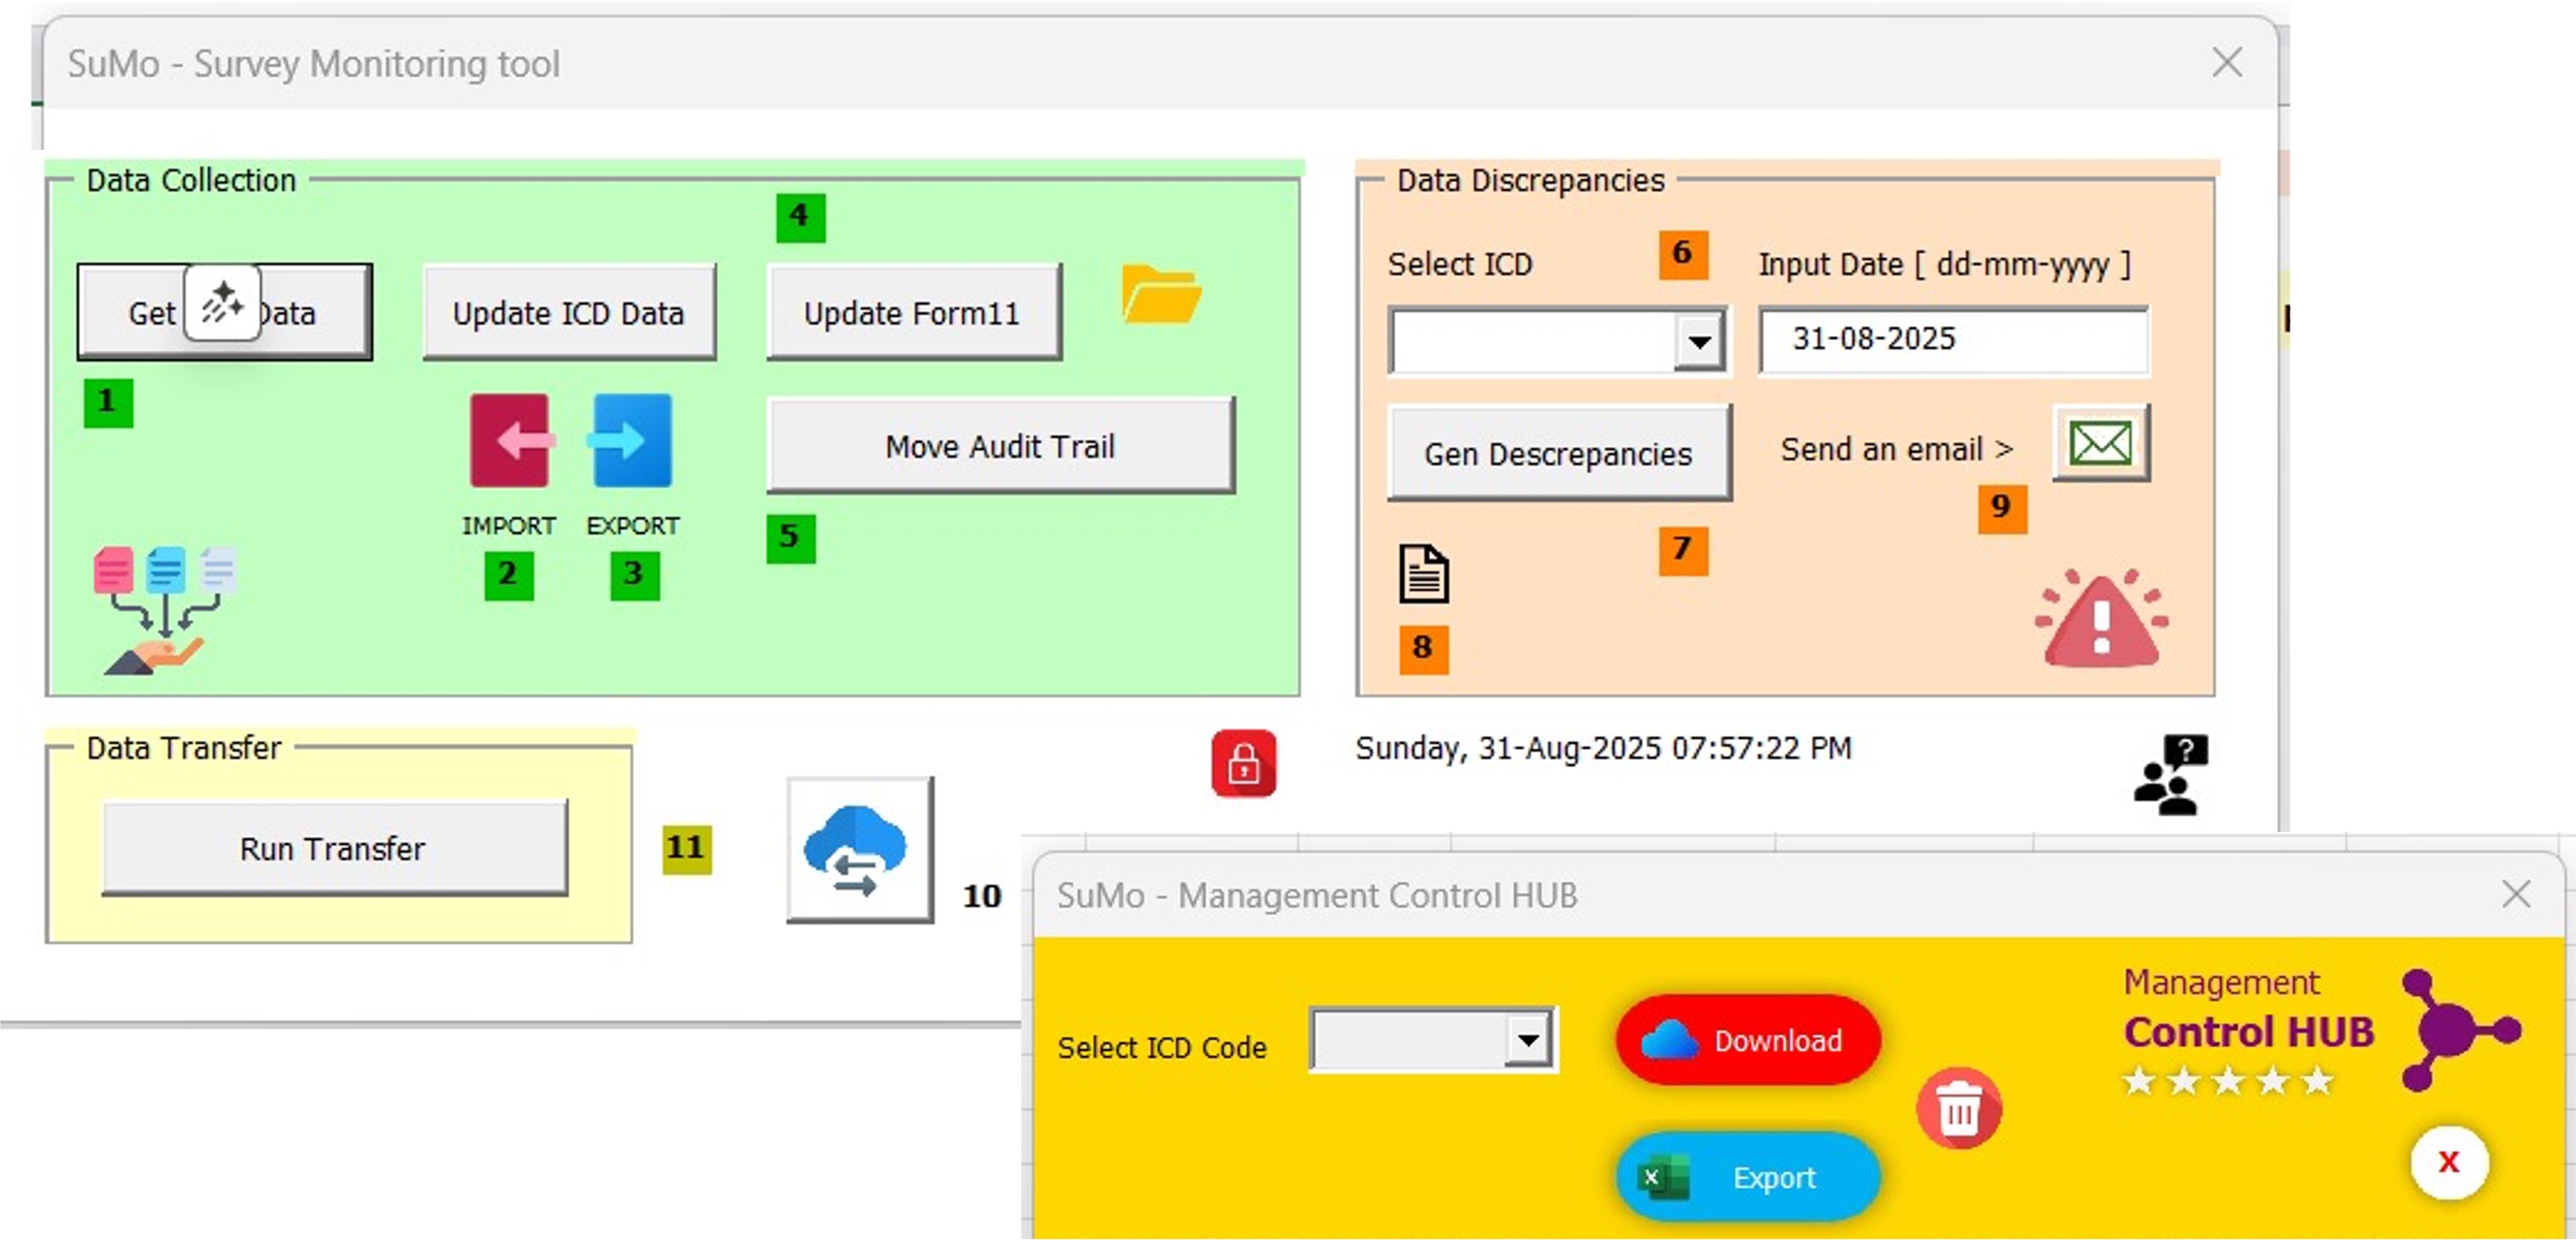 SuMo - Survey Monitoring tool
Data Collection
4
Get Data
Update ICD Data
Update Form11
1
Move Audit Trail
IMPORT
EXPORT
2
3
5
Data Discrepancies
Select ICD
6
Input Date [ dd-mm-yyyy ]
31-08-2025
Gen Descrepancies
Send an email >
9
7
8
Data Transfer
Run Transfer
11
10
Sunday, 31-Aug-2025 07:57:22 PM
?
SuMo - Management Control HUB
Select ICD Code
Download
Export
Management
Control HUB
X